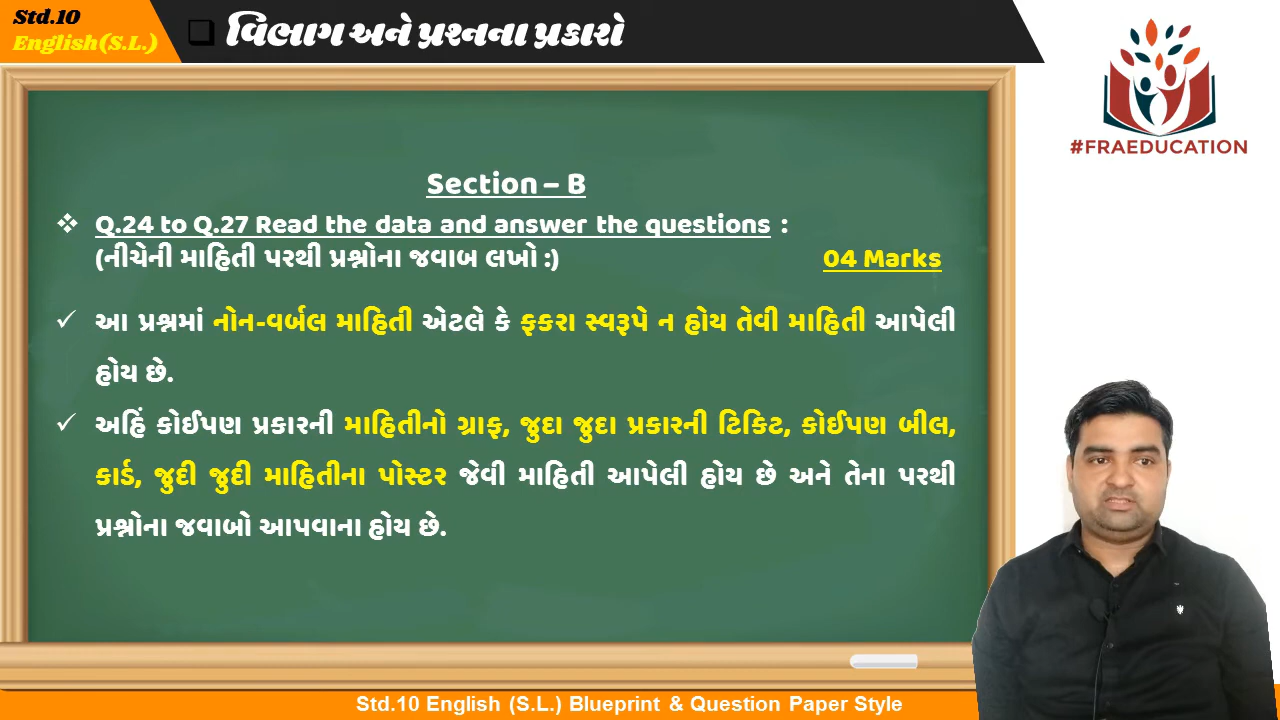 Std.10
English(S.L.)
❑ વિભાગ અને પ્રશ્નના પ્રકારો
#FRAEDUCATION
Section – B
❖ Q.24 to Q.27 Read the data and answer the questions :
(નીચેની માહિતી પરથી પ્રશ્નોના જવાબ લખો :) 04 Marks
✓ આ પ્રશ્નમાં નોન-વર્બલ માહિતી એટલે કે ફકરા સ્વરૂપે ન હોય તેવી માહિતી આપેલી
હોય છે.
✓ અહિં કોઈપણ પ્રકારની માહિતીનો ગ્રાફ, જુદા જુદા પ્રકારની ટિકિટ, કોઈપણ બીલ,
કાર્ડ, જુદી જુદી માહિતીના પોસ્ટર જેવી માહિતી આપેલી હોય છે અને તેના પરથી
પ્રશ્નોના જવાબો આપવાના હોય છે.
Std.10 English (S.L.) Blueprint & Question Paper Style